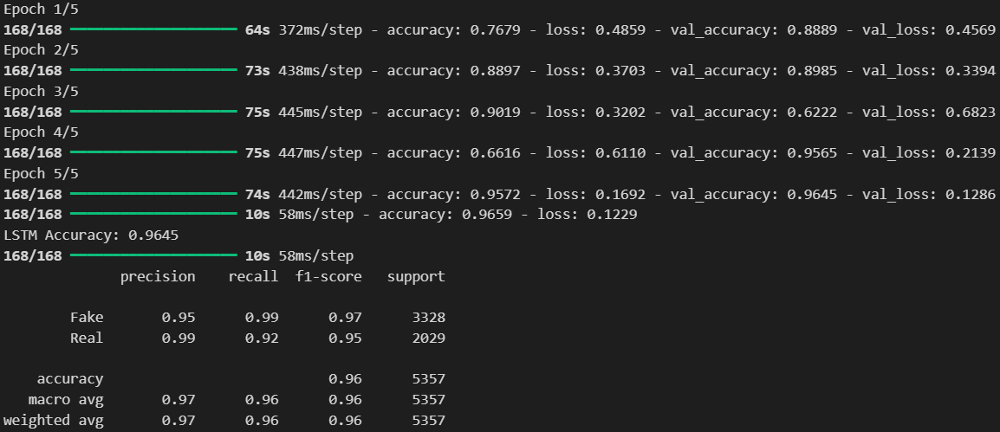 Epoch 1/5
168/168 ━━━━━━━━━━━━━━━━━━━━ 64s 372ms/step - accuracy: 0.7679 - loss: 0.4859 - val_accuracy: 0.8889 - val_loss: 0.4569
Epoch 2/5
168/168 ━━━━━━━━━━━━━━━━━━━━ 73s 438ms/step - accuracy: 0.8897 - loss: 0.3703 - val_accuracy: 0.8985 - val_loss: 0.3394
Epoch 3/5
168/168 ━━━━━━━━━━━━━━━━━━━━ 75s 445ms/step - accuracy: 0.9019 - loss: 0.3202 - val_accuracy: 0.6222 - val_loss: 0.6823
Epoch 4/5
168/168 ━━━━━━━━━━━━━━━━━━━━ 75s 447ms/step - accuracy: 0.6616 - loss: 0.6110 - val_accuracy: 0.9565 - val_loss: 0.2139
Epoch 5/5
168/168 ━━━━━━━━━━━━━━━━━━━━ 74s 442ms/step - accuracy: 0.9572 - loss: 0.1692 - val_accuracy: 0.9645 - val_loss: 0.1286
168/168 ━━━━━━━━━━━━━━━━━━━━ 10s 58ms/step - accuracy: 0.9659 - loss: 0.1229
LSTM Accuracy: 0.9645
168/168 ━━━━━━━━━━━━━━━━━━━━ 10s 58ms/step
              precision    recall  f1-score   support
        Fake       0.95      0.99      0.97      3328
        Real       0.99      0.92      0.95      2029
    accuracy                           0.96      5357
   macro avg       0.97      0.96      0.96      5357
weighted avg       0.97      0.96      0.96      5357